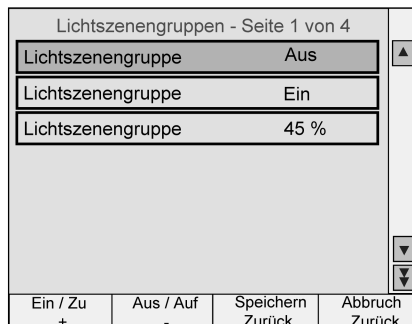 Lichtszenengruppen - Seite 1 von 4
Lichtszenengruppe Aus
Lichtszenengruppe Ein
Lichtszenengruppe 45 %
Ein / Zu Aus / Auf Speichern Abbruch
+ - Zurück Zurück